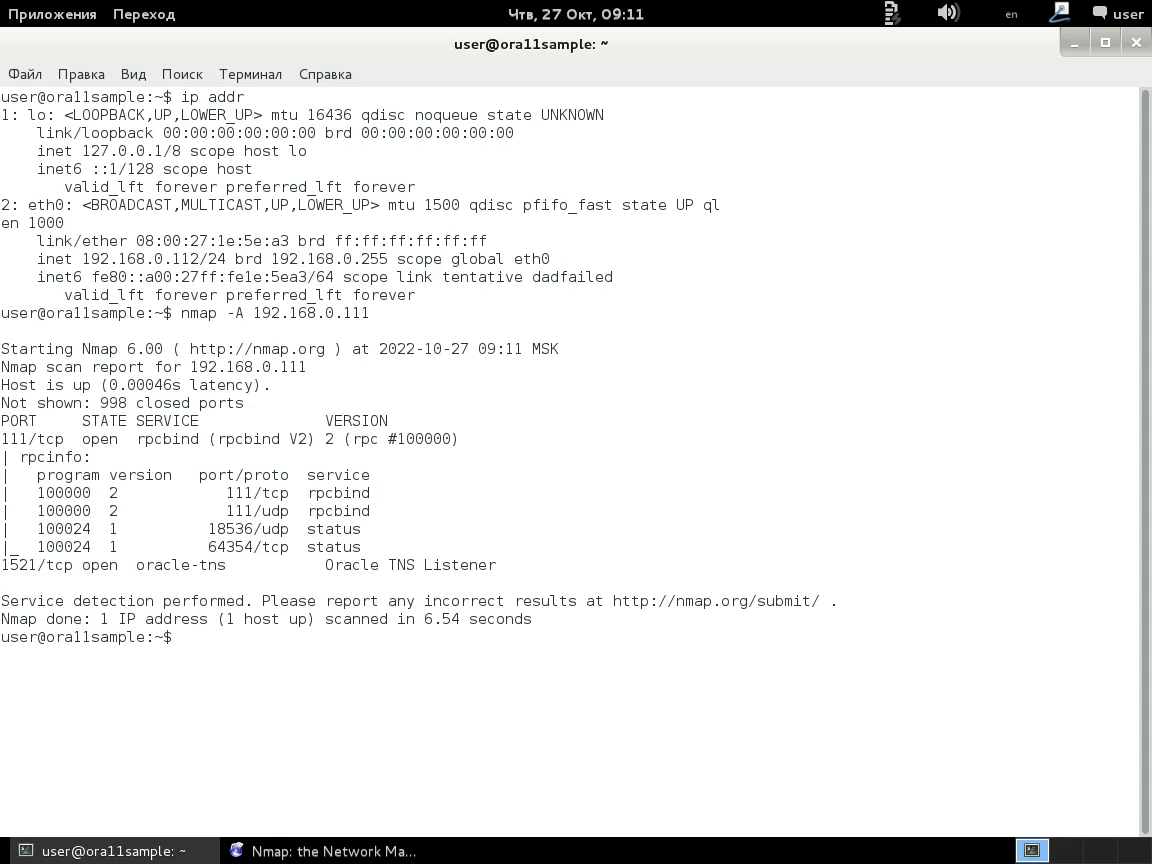 Приложения Переход Чтв, 27 Окт, 09:11 en user
user@ora11sample: ~
Файл Правка Вид Поиск Терминал Справка
user@ora11sample:~$ ip addr
1: lo: <LOOPBACK,UP,LOWER_UP> mtu 16436 qdisc noqueue state UNKNOWN
    link/loopback 00:00:00:00:00:00 brd 00:00:00:00:00:00
    inet 127.0.0.1/8 scope host lo
    inet6 ::1/128 scope host
       valid_lft forever preferred_lft forever
2: eth0: <BROADCAST,MULTICAST,UP,LOWER_UP> mtu 1500 qdisc pfifo_fast state UP ql
en 1000
    link/ether 08:00:27:1e:5e:a3 brd ff:ff:ff:ff:ff:ff
    inet 192.168.0.112/24 brd 192.168.0.255 scope global eth0
    inet6 fe80::a00:27ff:fe1e:5ea3/64 scope link tentative dadfailed
       valid_lft forever preferred_lft forever
user@ora11sample:~$ nmap -A 192.168.0.111

Starting Nmap 6.00 ( http://nmap.org ) at 2022-10-27 09:11 MSK
Nmap scan report for 192.168.0.111
Host is up (0.00046s latency).
Not shown: 998 closed ports
PORT     STATE SERVICE              VERSION
111/tcp  open  rpcbind (rpcbind V2) 2 (rpc #100000)
| rpcinfo:
|   program version   port/proto  service
|   100000  2            111/tcp  rpcbind
|   100000  2            111/udp  rpcbind
|   100024  1          18536/udp  status
|_  100024  1          64354/tcp  status
1521/tcp open  oracle-tns           Oracle TNS Listener

Service detection performed. Please report any incorrect results at http://nmap.org/submit/ .
Nmap done: 1 IP address (1 host up) scanned in 6.54 seconds
user@ora11sample:~$
user@ora11sample: ~ Nmap: the Network Ma...